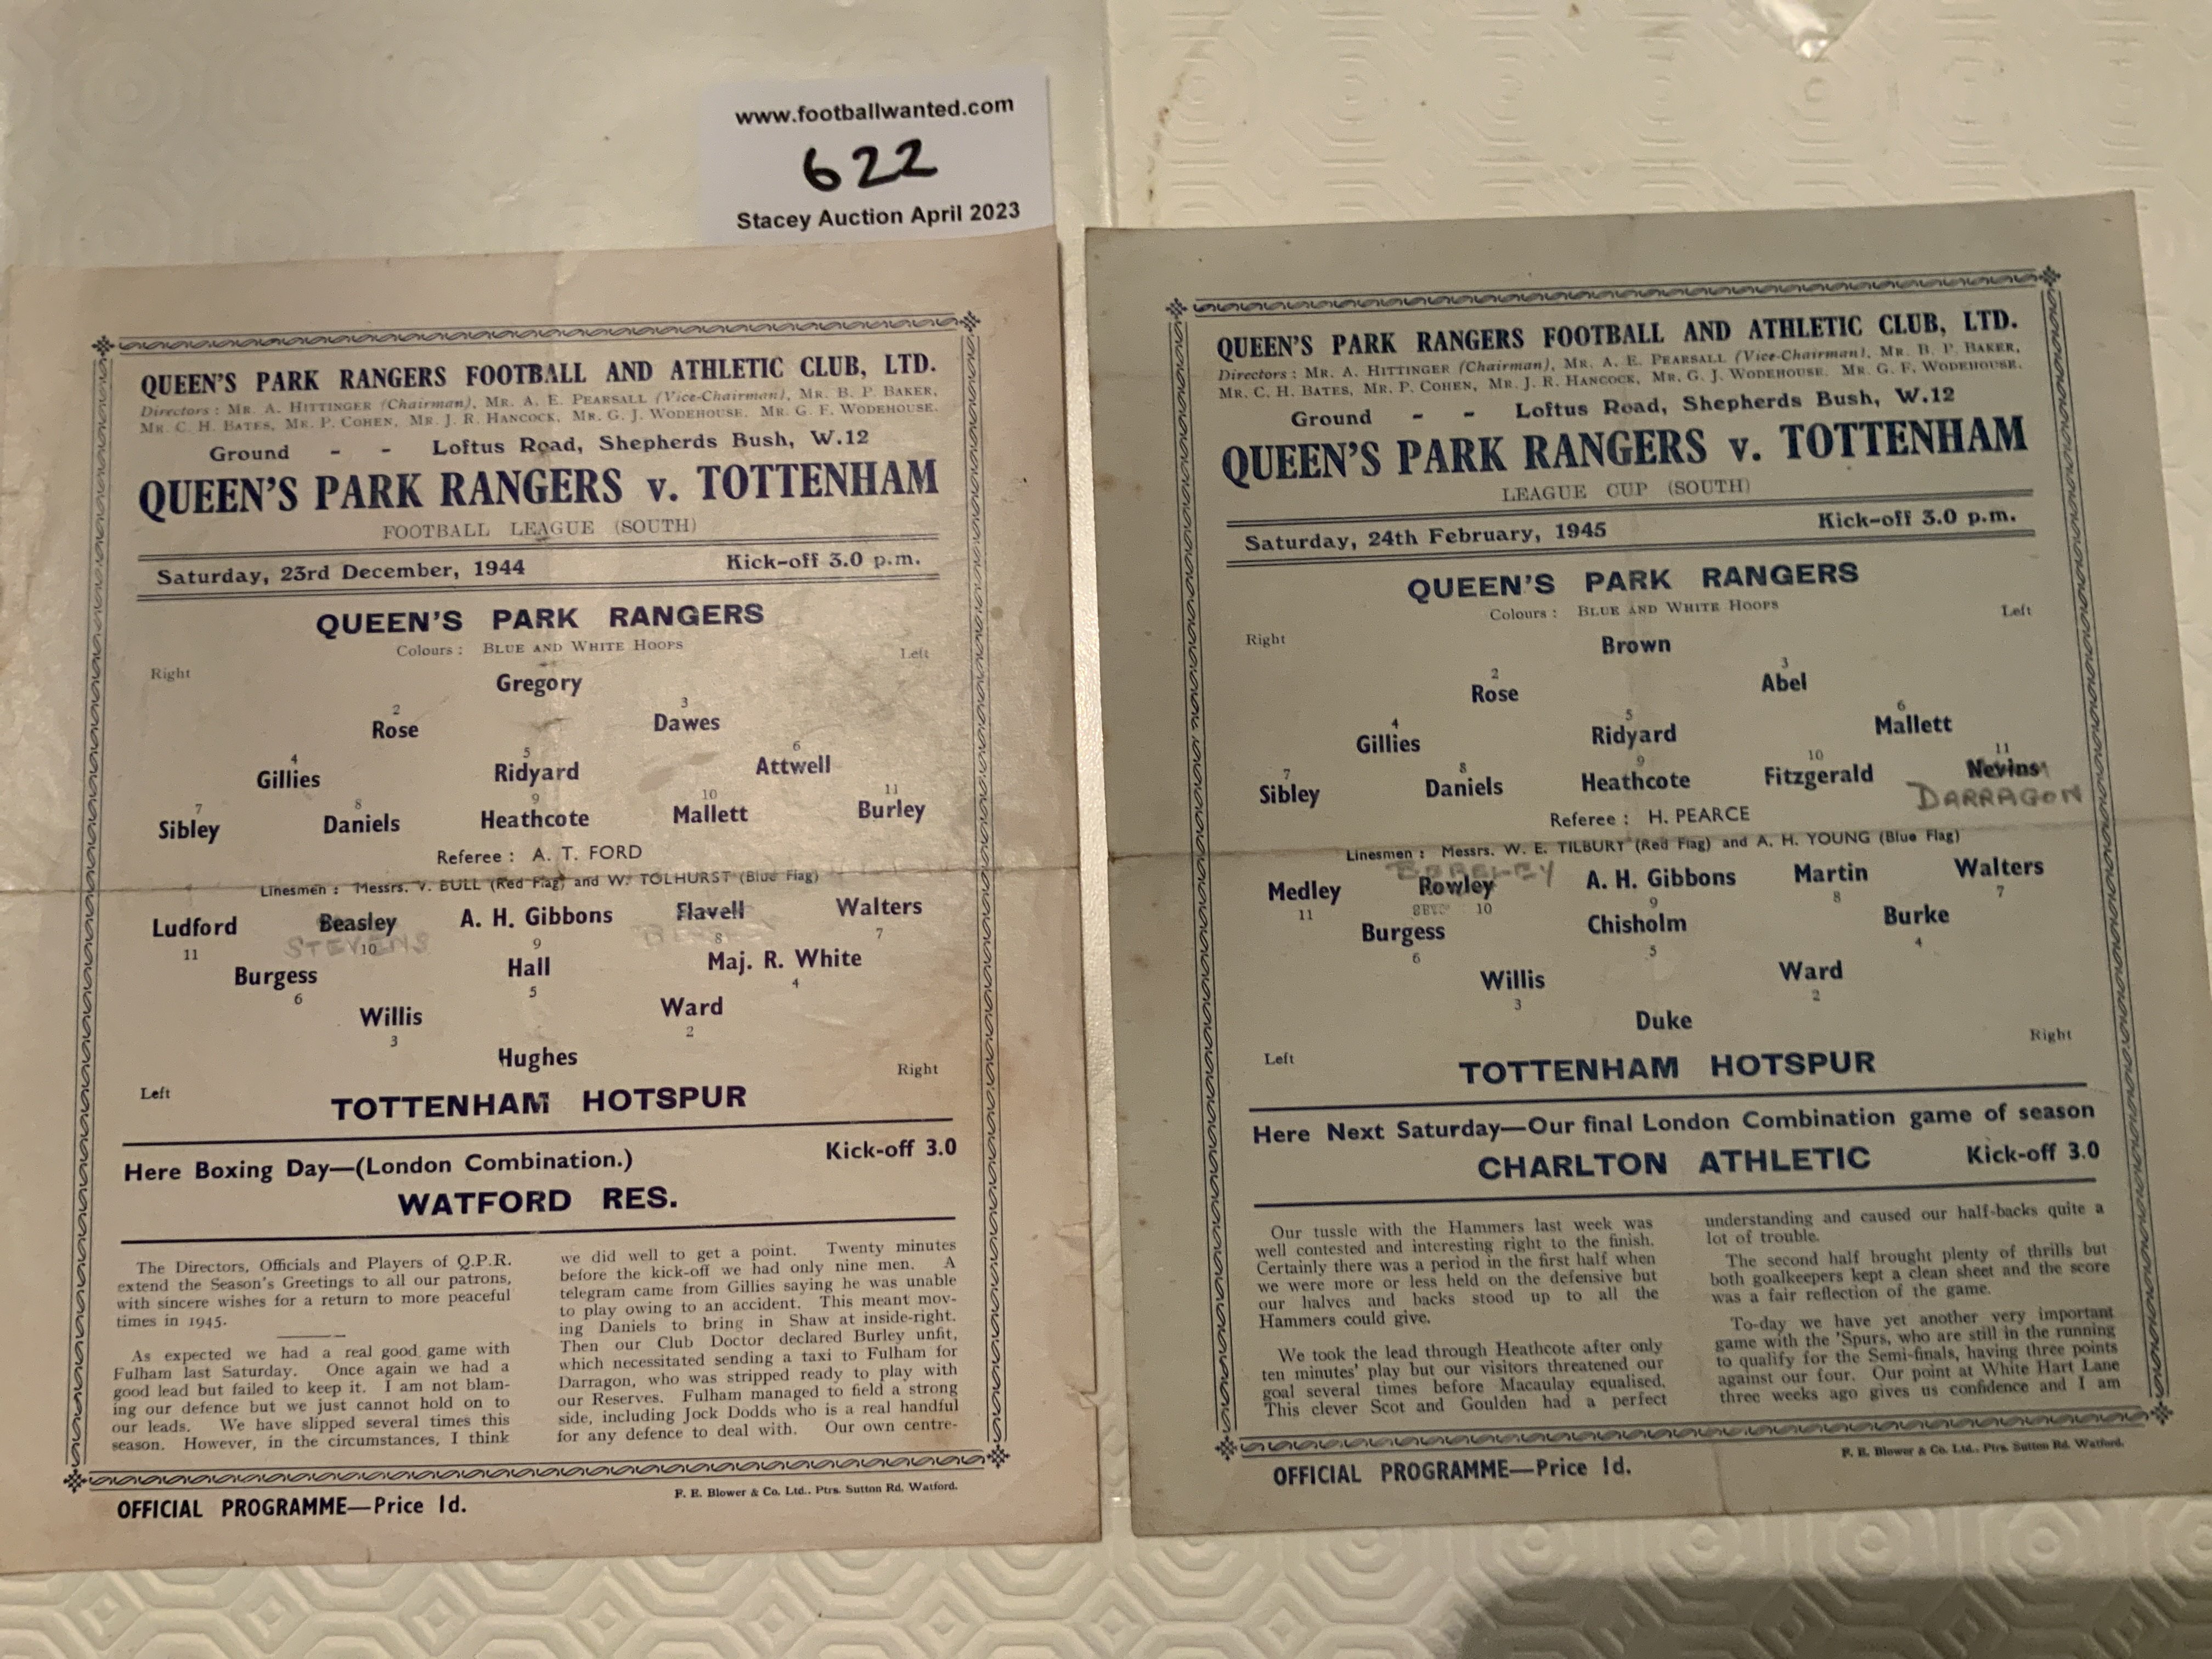 www.footballwanted.com
622
Stacey Auction April 2023
QUEEN'S PARK RANGERS FOOTBALL AND ATHLETIC CLUB, LTD.
Directors : MR. A. HITTINGER (Chairman), MR. A. E. PEARSALL (Vice-Chairman), MR. B. P. BAKER,
MR. C. H. BATES, MR. P. COHEN, MR. J. R. HANCOCK, MR. G. J. WODEHOUSE. MR. G. F. WODEHOUSE.
Ground - - Loftus Road, Shepherds Bush, W.12
QUEEN'S PARK RANGERS v. TOTTENHAM
FOOTBALL LEAGUE (SOUTH)
Saturday, 23rd December, 1944 Kick-off 3.0 p.m.
QUEEN'S PARK RANGERS
Colours : BLUE AND WHITE HOOPS
Right Left
Gregory
2 3
Rose Dawes
4 5 6
Gillies Ridyard Attwell
7 8 9 10 11
Sibley Daniels Heathcote Mallett Burley
Referee : A. T. FORD
Linesmen : Messrs. V. BULL (Red Flag) and W. TOLHURST (Blue Flag)
Ludford Beasley A. H. Gibbons Flavell Walters
STEVENS
11 10 9 8 7
Burgess Hall Maj. R. White
6 5 4
Willis Ward
3 2
Hughes
Left Right
TOTTENHAM HOTSPUR
Here Boxing Day—(London Combination.) Kick-off 3.0
WATFORD RES.
The Directors, Officials and Players of Q.P.R.
extend the Season's Greetings to all our patrons,
with sincere wishes for a return to more peaceful
times in 1945.
As expected we had a real good game with
Fulham last Saturday. Once again we had a
good lead but failed to keep it. I am not blam-
ing our defence but we just cannot hold on to
our leads. We have slipped several times this
season. However, in the circumstances, I think
we did well to get a point. Twenty minutes
before the kick-off we had only nine men. A
telegram came from Gillies saying he was unable
to play owing to an accident. This meant mov-
ing Daniels to bring in Shaw at inside-right.
Then our Club Doctor declared Burley unfit,
which necessitated sending a taxi to Fulham for
Darragon, who was stripped ready to play with
our Reserves. Fulham managed to field a strong
side, including Jock Dodds who is a real handful
for any defence to deal with. Our own centre-
OFFICIAL PROGRAMME—Price 1d.
F. E. Blower & Co. Ltd., Ptrs. Sutton Rd. Watford.
QUEEN'S PARK RANGERS FOOTBALL AND ATHLETIC CLUB, LTD.
Directors : MR. A. HITTINGER (Chairman), MR. A. E. PEARSALL (Vice-Chairman), MR. B. P. BAKER,
MR. C. H. BATES, MR. P. COHEN, MR. J. R. HANCOCK, MR. G. J. WODEHOUSE. MR. G. F. WODEHOUSE.
Ground - - Loftus Road, Shepherds Bush, W.12
QUEEN'S PARK RANGERS v. TOTTENHAM
LEAGUE CUP (SOUTH)
Saturday, 24th February, 1945 Kick-off 3.0 p.m.
QUEEN'S PARK RANGERS
Colours : BLUE AND WHITE HOOPS
Right Left
Brown
2 3
Rose Abel
4 5 6
Gillies Ridyard Mallett
7 8 9 10 11
Sibley Daniels Heathcote Fitzgerald Nevins
DARRAGON
Referee : H. PEARCE
Linesmen : Messrs. W. E. TILBURY (Red Flag) and A. H. YOUNG (Blue Flag)
Medley Rowley A. H. Gibbons Martin Walters
11 10 9 8 7
Burgess Chisholm Burke
6 5 4
Willis Ward
3 2
Duke
Left Right
TOTTENHAM HOTSPUR
Here Next Saturday—Our final London Combination game of season
CHARLTON ATHLETIC Kick-off 3.0
Our tussle with the Hammers last week was
well contested and interesting right to the finish.
Certainly there was a period in the first half when
we were more or less held on the defensive but
our halves and backs stood up to all the
Hammers could give.
We took the lead through Heathcote after only
ten minutes' play but our visitors threatened our
goal several times before Macaulay equalised.
This clever Scot and Goulden had a perfect
understanding and caused our half-backs quite a
lot of trouble.
The second half brought plenty of thrills but
both goalkeepers kept a clean sheet and the score
was a fair reflection of the game.
To-day we have yet another very important
game with the 'Spurs, who are still in the running
to qualify for the Semi-finals, having three points
against our four. Our point at White Hart Lane
three weeks ago gives us confidence and I am
OFFICIAL PROGRAMME—Price 1d.
F. E. Blower & Co. Ltd., Ptrs. Sutton Rd. Watford.